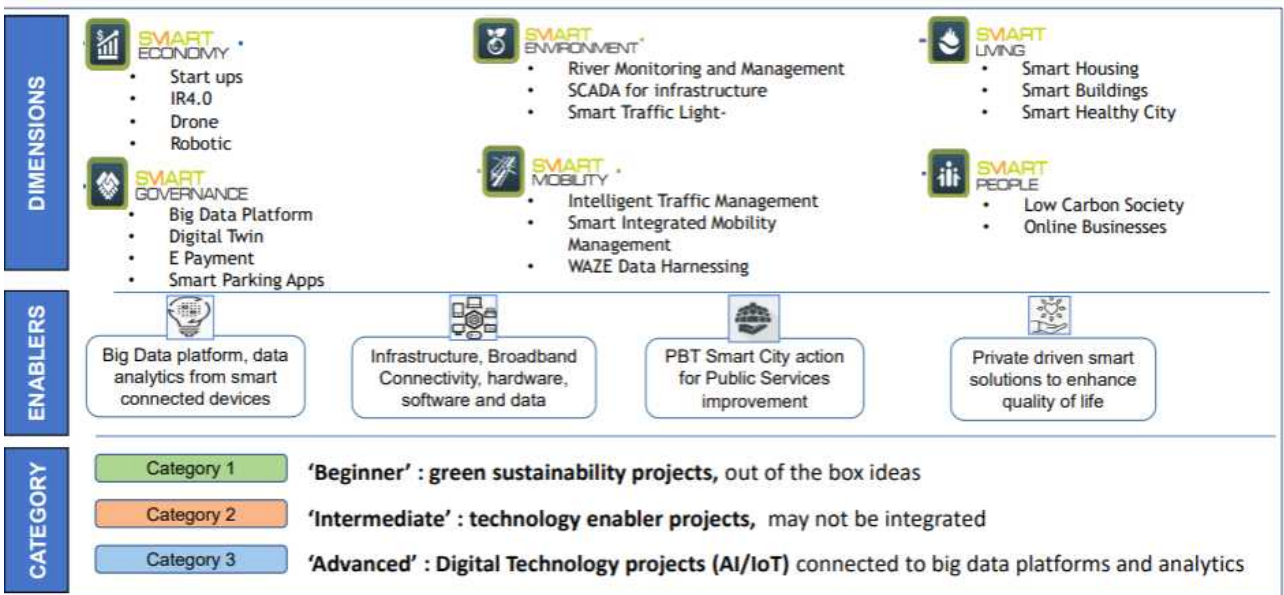 DIMENSIONS
SMART
ECONOMY
• Start ups
• IR4.0
• Drone
• Robotic
SMART
ENVIRONMENT
• River Monitoring and Management
• SCADA for infrastructure
• Smart Traffic Light-
SMART
LIVING
• Smart Housing
• Smart Buildings
• Smart Healthy City
SMART
GOVERNANCE
• Big Data Platform
• Digital Twin
• E Payment
• Smart Parking Apps
SMART
MOBILITY
• Intelligent Traffic Management
• Smart Integrated Mobility
Management
• WAZE Data Harnessing
SMART
PEOPLE
• Low Carbon Society
• Online Businesses
ENABLERS
Big Data platform, data
analytics from smart
connected devices
Infrastructure, Broadband
Connectivity, hardware,
software and data
PBT Smart City action
for Public Services
improvement
Private driven smart
solutions to enhance
quality of life
CATEGORY
Category 1
‘Beginner’ : green sustainability projects, out of the box ideas
Category 2
‘Intermediate’ : technology enabler projects, may not be integrated
Category 3
‘Advanced’ : Digital Technology projects (AI/IoT) connected to big data platforms and analytics